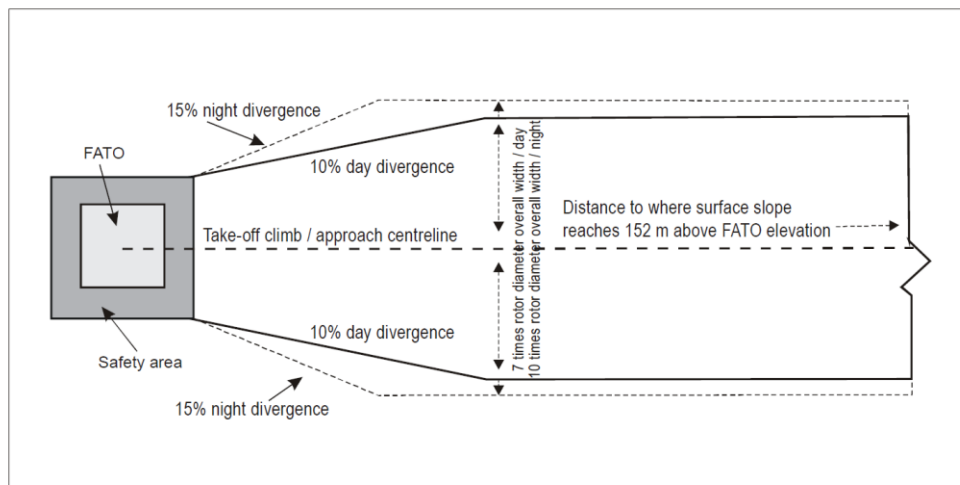 15% night divergence
FATO
10% day divergence
7 times rotor diameter overall width / day
10 times rotor diameter overall width / night
Distance to where surface slope
reaches 152 m above FATO elevation
Take-off climb / approach centreline
10% day divergence
Safety area
15% night divergence